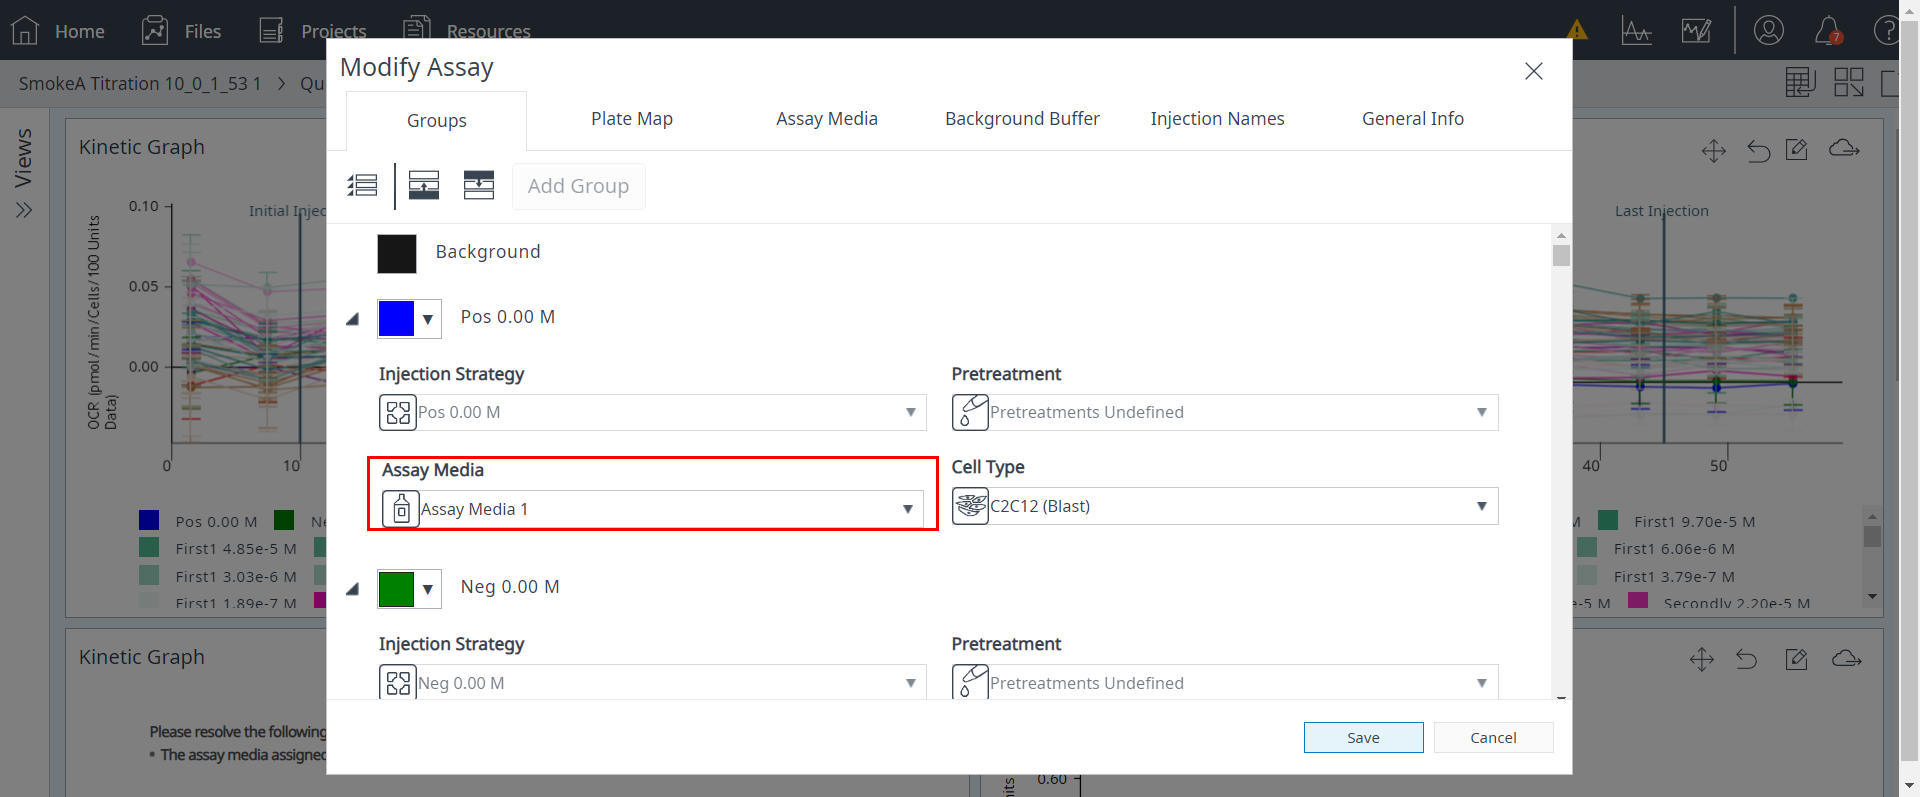 Home
Files
Projects
Resources
7
SmokeA Titration 10_0_1_53 1 > Qu
Views
Modify Assay
Groups
Plate Map
Assay Media
Background Buffer
Injection Names
General Info
Add Group
Background
Pos 0.00 M
Injection Strategy
Pos 0.00 M
Pretreatment
Pretreatments Undefined
Assay Media
Assay Media 1
Cell Type
C2C12 (Blast)
Neg 0.00 M
Injection Strategy
Neg 0.00 M
Pretreatment
Pretreatments Undefined
Save
Cancel
Kinetic Graph
OCR (pmol/min/Cells/100 Units
Data)
0.10
0.05
0.00
Initial Injec
0
10
Pos 0.00 M
Ne
First1 4.85e-5 M
First1 3.03e-6 M
First1 1.89e-7 M
Last Injection
40
50
M
First1 9.70e-5 M
First1 6.06e-6 M
First1 3.79e-7 M
e-5 M
Secondly 2.20e-5 M
Kinetic Graph
Please resolve the following
• The assay media assigned
0.60
its